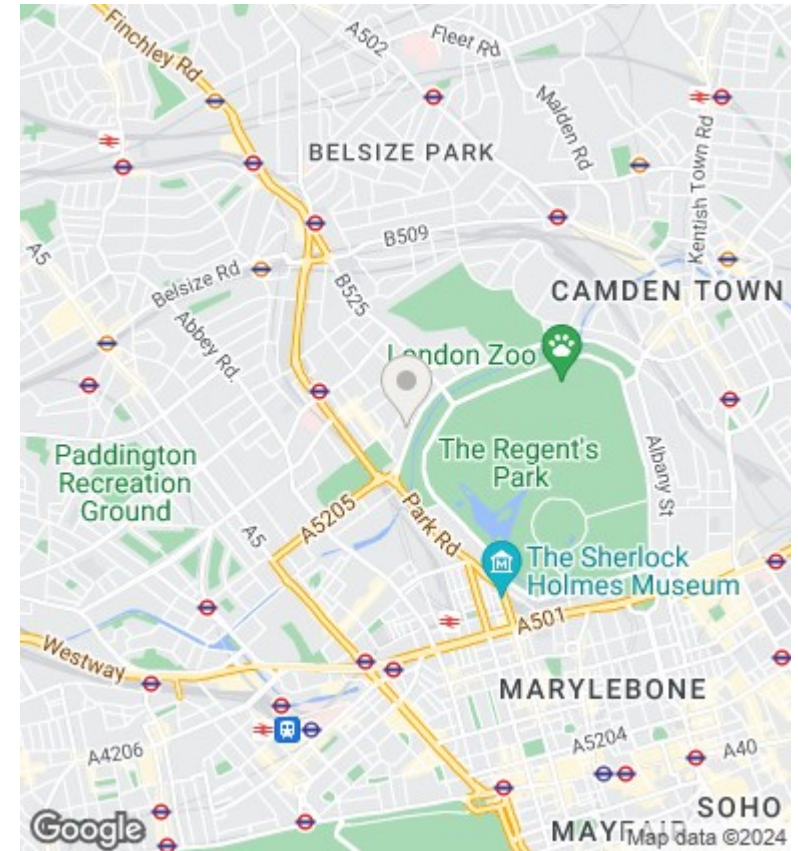 Finchley Rd
A502
Fleet Rd
Malden Rd
Kentish Town Rd
BELSIZE PARK
A5
B509
Belsize Rd
B525
CAMDEN TOWN
Abbey Rd.
London Zoo
Paddington
Recreation
Ground
The Regent's
Park
Albany St
A5
A5205
Park Rd
The Sherlock
Holmes Museum
A501
Westway
MARYLEBONE
A4206
A5204
A40
SOHO
Google
Map data ©2024